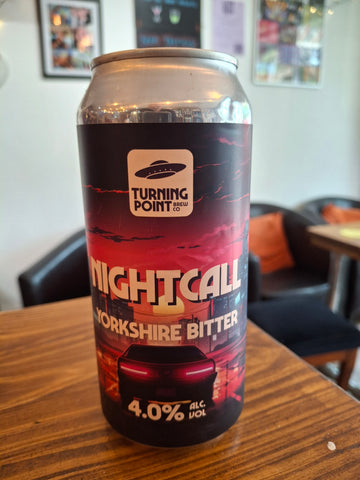 TURNING
POINT BREW CO
NIGHTCALL
YORKSHIRE BITTER
4.0% ALC. VOL